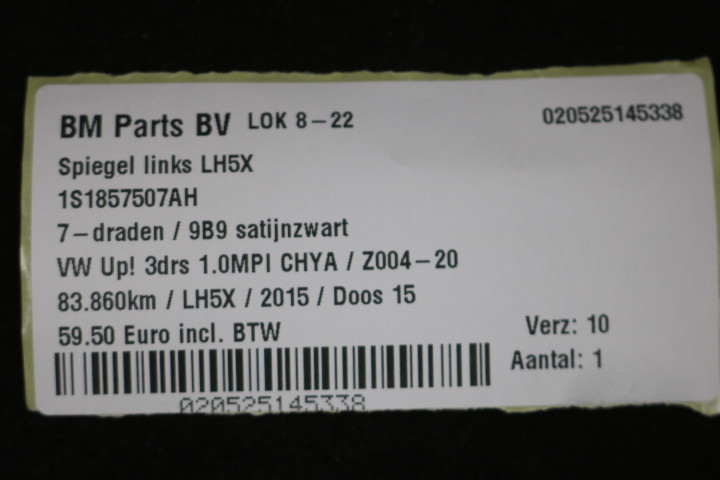 BM Parts BV LOK 8-22 020525145338
Spiegel links LH5X
1S1857507AH
7-draden / 9B9 satijnzwart
VW Up! 3drs 1.0MPI CHYA / Z004-20
83.860km / LH5X / 2015 / Doos 15
59.50 Euro incl. BTW Verz: 10
Aantal: 1
020525145338